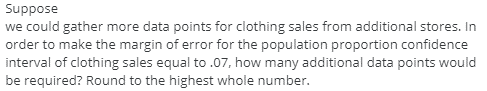 Suppose
we could gather more data points for clothing sales from additional stores. In
order to make the margin of error for the population proportion confidence
interval of clothing sales equal to .07, how many additional data points would
be required? Round to the highest whole number.